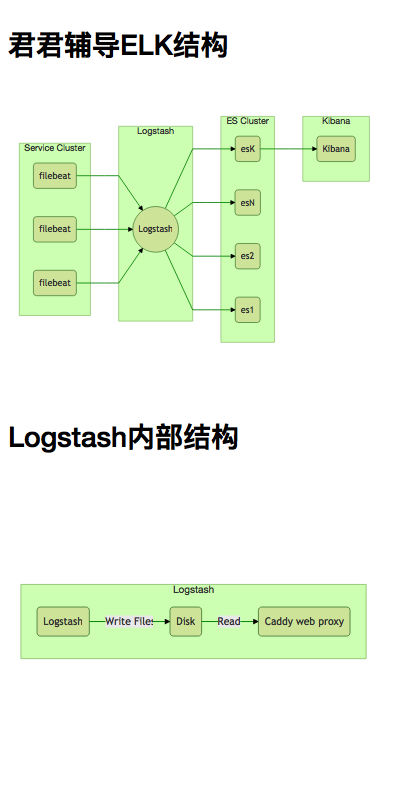 君君辅导ELK结构
Service Cluster
filebeat
filebeat
filebeat
Logstash
Logstash
ES Cluster
esK
esN
es2
es1
Kibana
Kibana
Logstash内部结构
Logstash
Logstash
Write File:
Disk
Read
Caddy web proxy